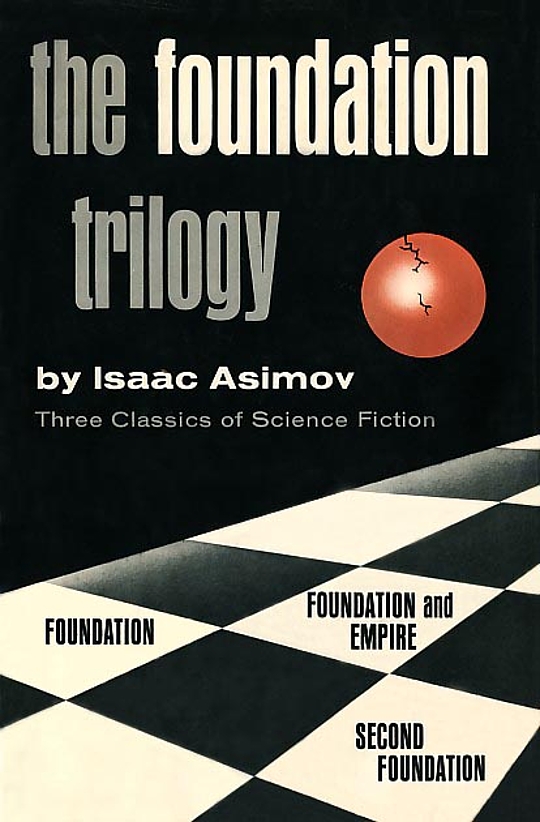 the foundation
trilogy
by Isaac Asimov
Three Classics of Science Fiction
FOUNDATION
FOUNDATION and
EMPIRE
SECOND
FOUNDATION